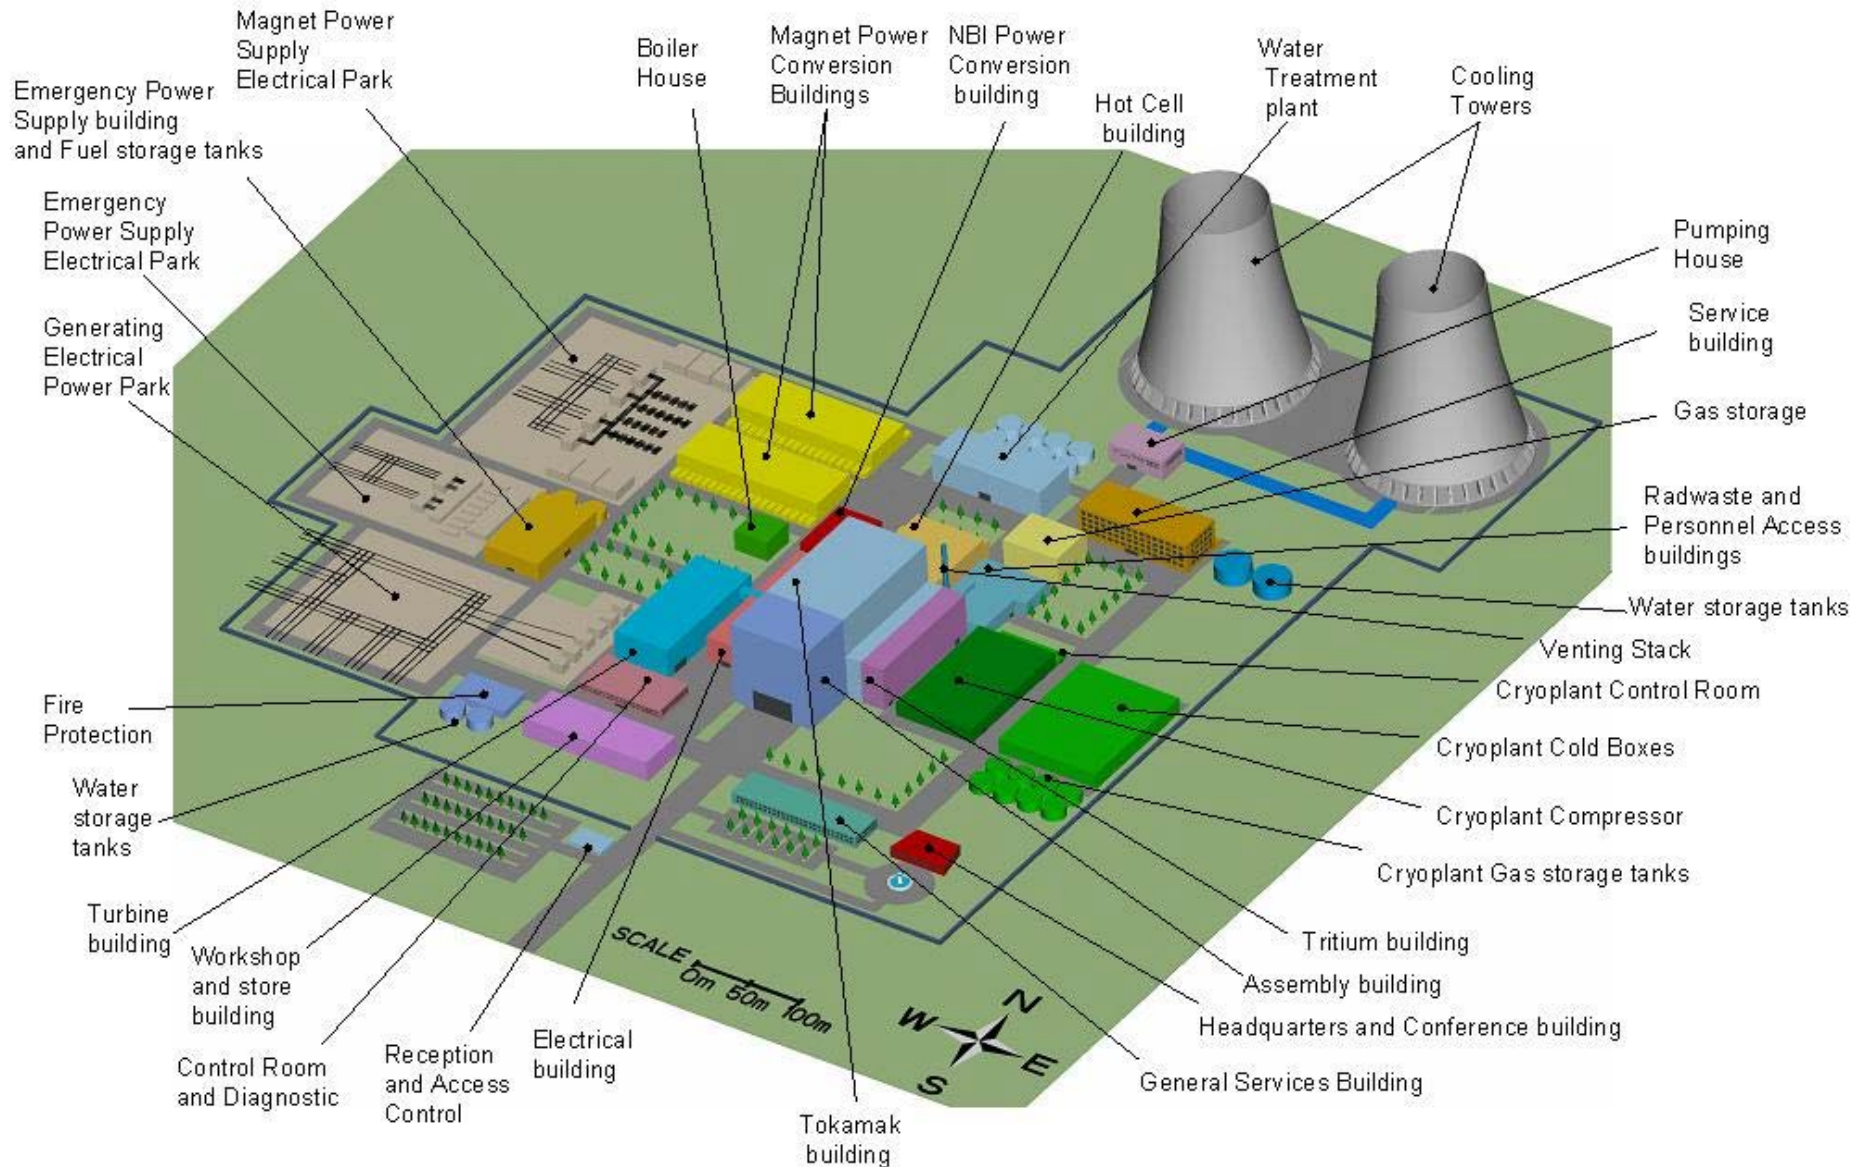 Magnet Power
Supply
Electrical Park
Boiler
House
Magnet Power
Conversion
Buildings
NBI Power
Conversion
building
Hot Cell
building
Water
Treatment
plant
Cooling
Towers
Emergency Power
Supply building
and Fuel storage tanks
Emergency
Power Supply
Electrical Park
Generating
Electrical
Power Park
Pumping
House
Service
building
Gas storage
Radwaste and
Personnel Access
buildings
Water storage tanks
Venting Stack
Cryoplant Control Room
Cryoplant Cold Boxes
Cryoplant Compressor
Cryoplant Gas storage tanks
Tritium building
Assembly building
Headquarters and Conference building
General Services Building
Fire
Protection
Water
storage
tanks
Turbine
building
Workshop
and store
building
Control Room
and Diagnostic
Reception
and Access
Control
Electrical
building
Tokamak
building
SCALE
0m 50m 100m
N
W
E
S